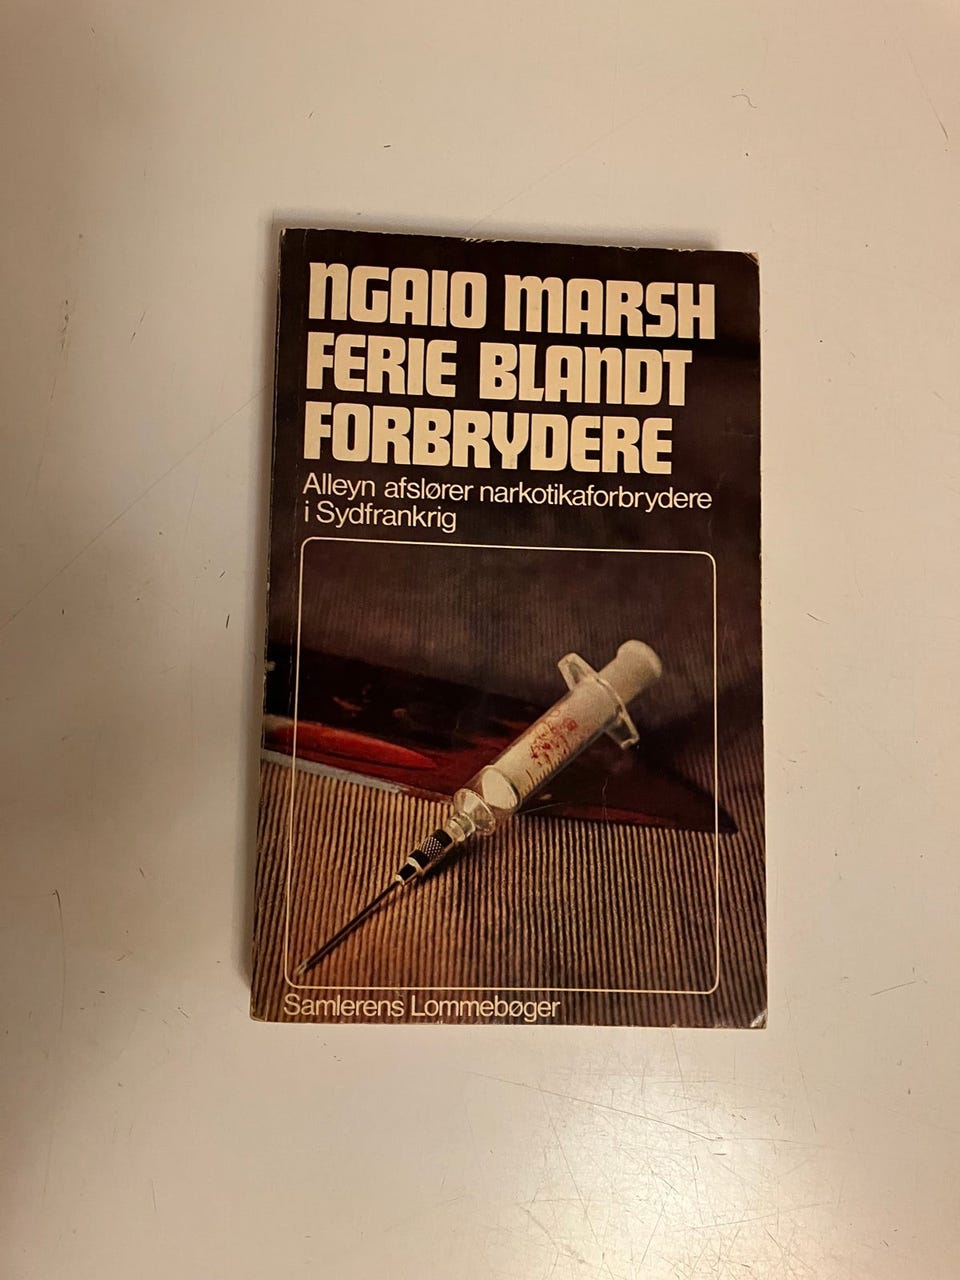 NGAIO MARSH
FERIE BLANDT
FORBRYDERE
Alleyn afslører narkotikaforbrydere
i Sydfrankrig
Samlerens Lommebøger